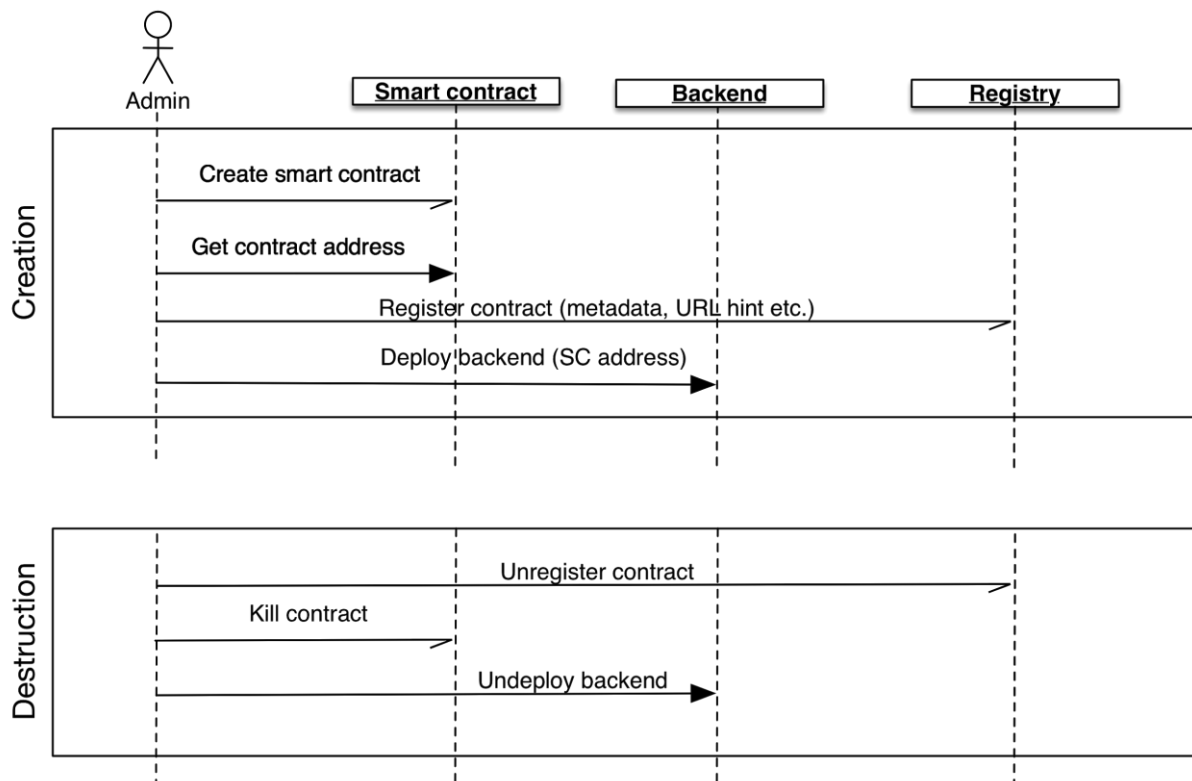 Admin
Smart contract
Backend
Registry
Creation
Create smart contract
Get contract address
Register contract (metadata, URL hint etc.)
Deploy backend (SC address)
Destruction
Unregister contract
Kill contract
Undeploy backend